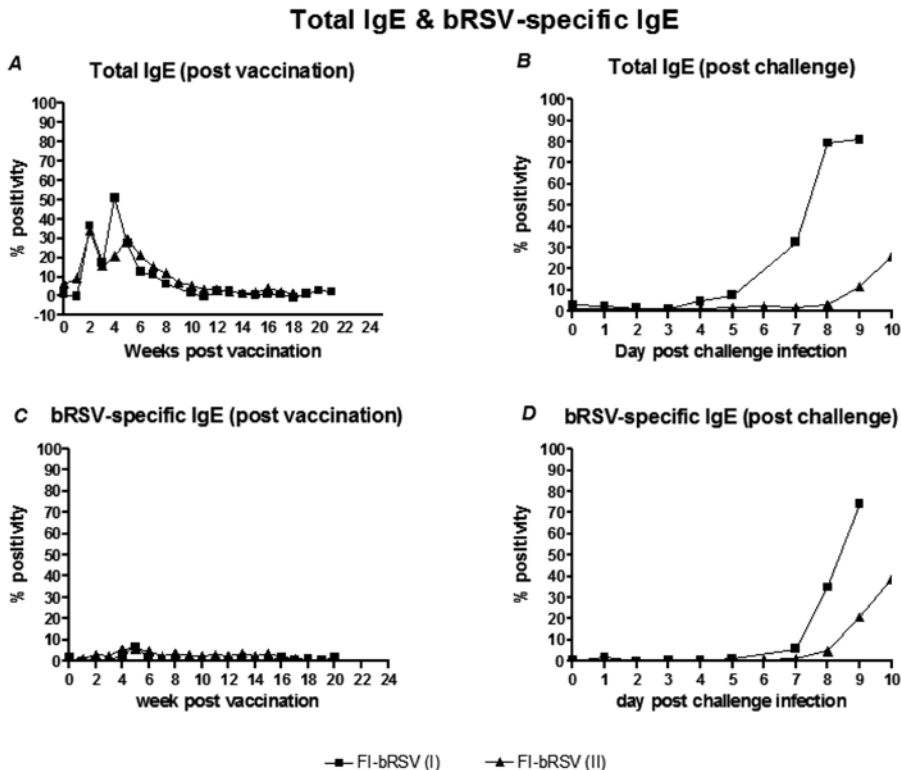 Total IgE & bRSV-specific IgE
A
Total IgE (post vaccination)
% positivity
100
90
80
70
60
50
40
30
20
10
0
-10
0 2 4 6 8 10 12 14 16 18 20 22 24
Weeks post vaccination
B
Total IgE (post challenge)
% positivity
100
90
80
70
60
50
40
30
20
10
0
0 1 2 3 4 5 6 7 8 9 10
Day post challenge infection
C
bRSV-specific IgE (post vaccination)
% positivity
100
90
80
70
60
50
40
30
20
10
0
0 2 4 6 8 10 12 14 16 18 20 22 24
week post vaccination
D
bRSV-specific IgE (post challenge)
% positivity
100
90
80
70
60
50
40
30
20
10
0
0 1 2 3 4 5 6 7 8 9 10
day post challenge infection
FI-bRSV (I) FI-bRSV (II)